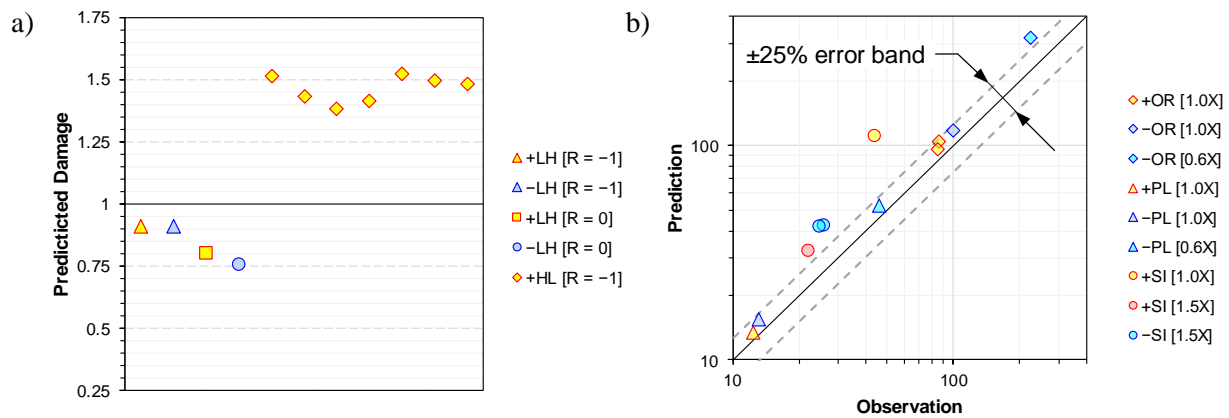 a)
Predicticted Damage
1.75
1.5
1.25
1
0.75
0.5
0.25
+LH [R = −1]
−LH [R = −1]
+LH [R = 0]
−LH [R = 0]
+HL [R = −1]
b)
Prediction
100
10
±25% error band
10
100
Observation
+OR [1.0X]
−OR [1.0X]
−OR [0.6X]
+PL [1.0X]
−PL [1.0X]
−PL [0.6X]
+SI [1.0X]
+SI [1.5X]
−SI [1.5X]